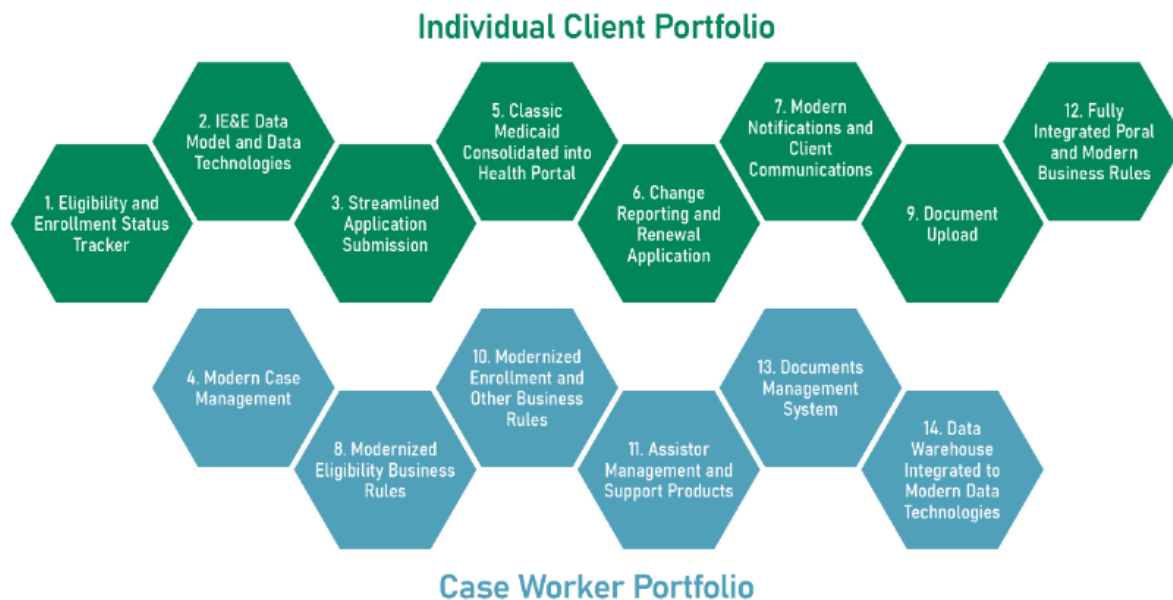 Individual Client Portfolio
1. Eligibility and
Enrollment Status
Tracker
2. IE&E Data
Model and Data
Technologies
3. Streamlined
Application
Submission
5. Classic
Medicaid
Consolidated into
Health Portal
6. Change
Reporting and
Renewal
Application
7. Modern
Notifications and
Client
Communications
9. Document
Upload
12. Fully
Integrated Poral
and Modern
Business Rules
4. Modern Case
Management
8. Modernized
Eligibility Business
Rules
10. Modernized
Enrollment and
Other Business
Rules
11. Assistor
Management and
Support Products
13. Documents
Management
System
14. Data
Warehouse
Integrated to
Modern Data
Technologies
Case Worker Portfolio